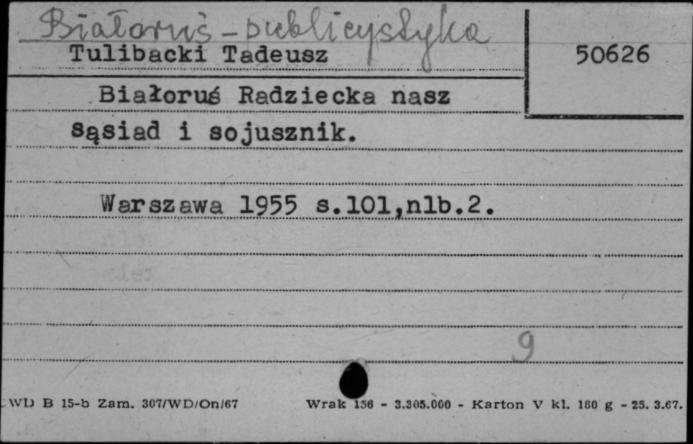 Białoruś - publicystyka
Tulibacki Tadeusz
50626
Białoruś Radziecka nasz
sąsiad i sojusznik.
Warszawa 1955 s.101,nlb.2.
9
WD B 15-b Zam. 307/WD/On/67 Wrak 156 - 3.305.000 - Karton V kl. 160 g - 25. 3.67.